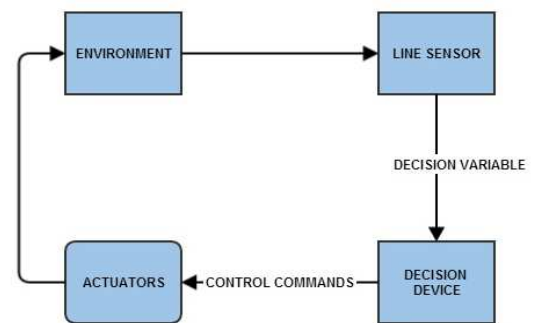 ENVIRONMENT
LINE SENSOR
DECISION VARIABLE
ACTUATORS
CONTROL COMMANDS
DECISION
DEVICE